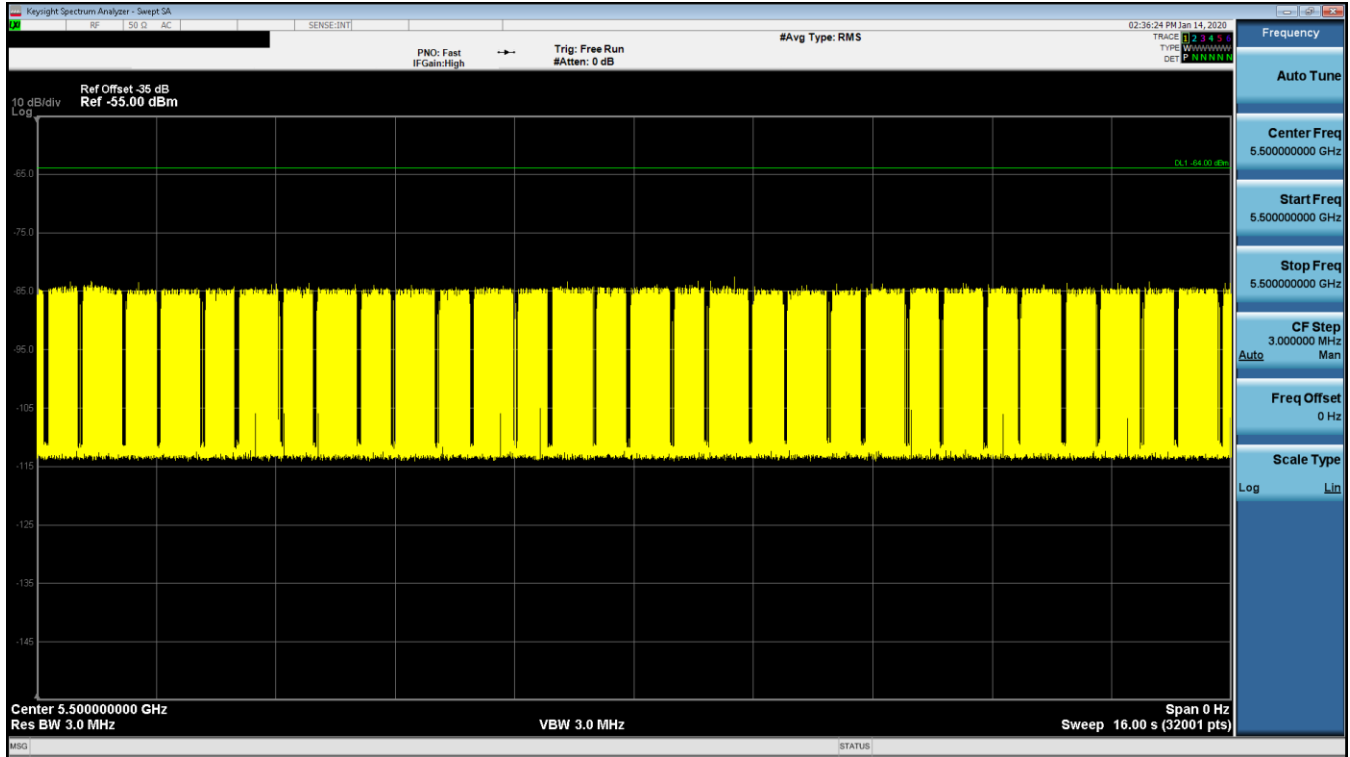 Keysight Spectrum Analyzer - Swept SA
LXI RF 50 Ω AC SENSE:INT 02:36:24 PM Jan 14, 2020
#Avg Type: RMS TRACE 1 2 3 4 5 6
PNO: Fast Trig: Free Run TYPE WWWWWW
IFGain:High #Atten: 0 dB DET P N N N N N
Ref Offset -35 dB
10 dB/div Ref -55.00 dBm
Log
DL1 -64.00 dBm
-65.0
-75.0
-85.0
-95.0
-105
-115
-125
-135
-145
Center 5.500000000 GHz Span 0 Hz
Res BW 3.0 MHz VBW 3.0 MHz Sweep 16.00 s (32001 pts)
MSG STATUS
Frequency
Auto Tune
Center Freq
5.500000000 GHz
Start Freq
5.500000000 GHz
Stop Freq
5.500000000 GHz
CF Step
3.000000 MHz
Auto Man
Freq Offset
0 Hz
Scale Type
Log Lin